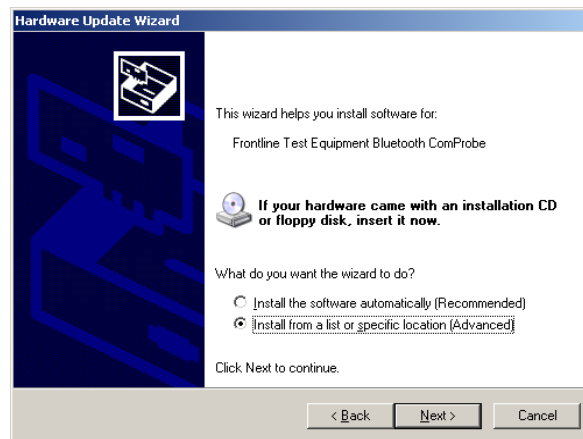 Hardware Update Wizard
This wizard helps you install software for:
Frontline Test Equipment Bluetooth ComProbe
If your hardware came with an installation CD
or floppy disk, insert it now.
What do you want the wizard to do?
Install the software automatically (Recommended)
Install from a list or specific location (Advanced)
Click Next to continue.
< Back Next > Cancel